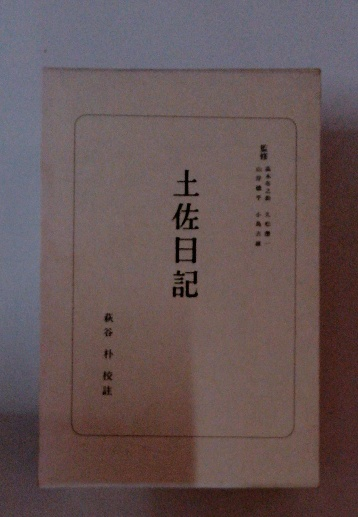 監修
土佐日記
萩谷 朴 校註